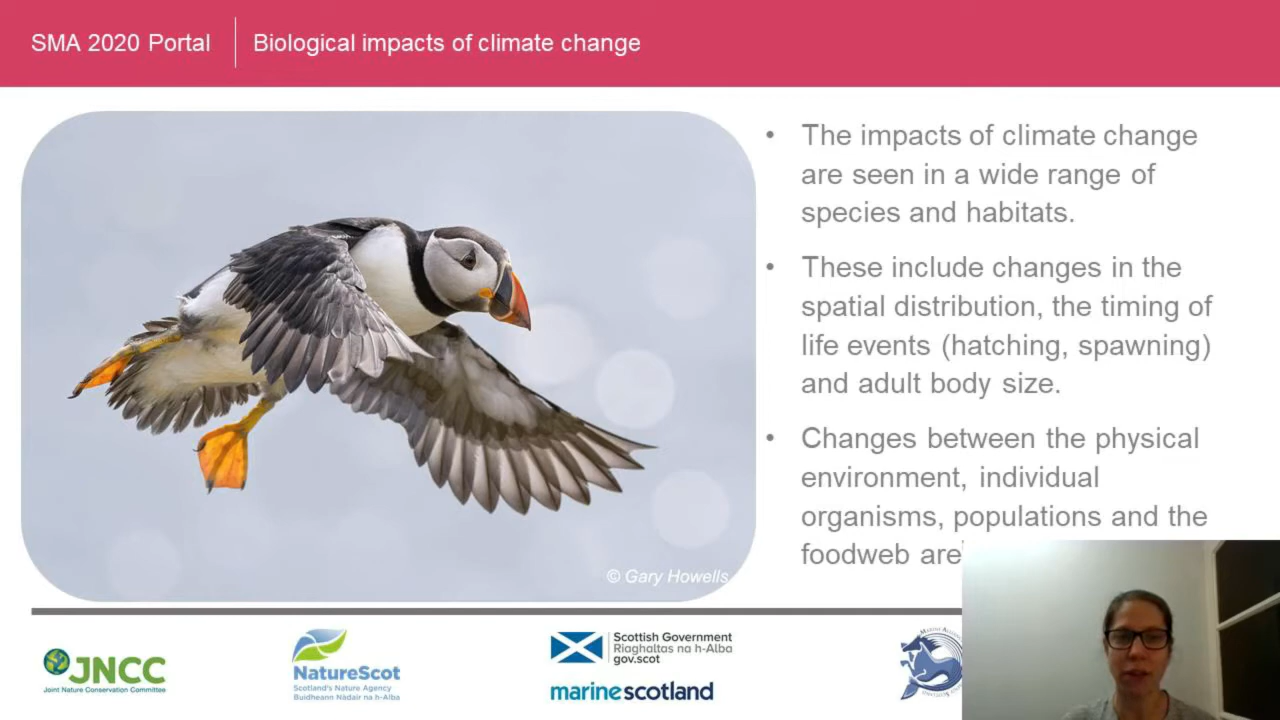 SMA 2020 Portal
Biological impacts of climate change
• The impacts of climate change
are seen in a wide range of
species and habitats.
• These include changes in the
spatial distribution, the timing of
life events (hatching, spawning)
and adult body size.
• Changes between the physical
environment, individual
organisms, populations and the
foodweb are
© Gary Howells
JNCC
Joint Nature Conservation Committee
NatureScot
Scotland's Nature Agency
Buidheann Nàdair na h-Alba
Scottish Government
Riaghaltas na h-Alba
gov.scot
marinescotland